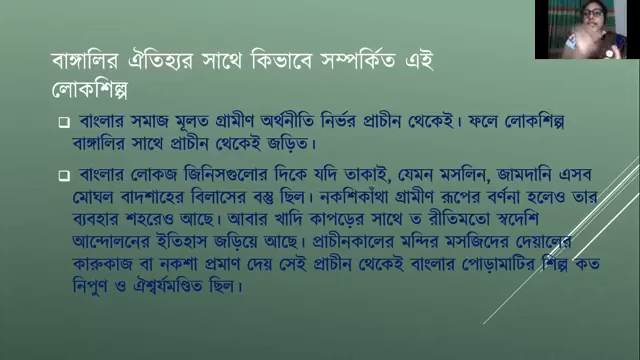 বাঙ্গালির ঐতিহ্যর সাথে কিভাবে সম্পর্কিত এই
লোকশিল্প
বাংলার সমাজ মূলত গ্রামীণ অর্থনীতি নির্ভর প্রাচীন থেকেই। ফলে লোকশিল্প
বাঙ্গালির সাথে প্রাচীন থেকেই জড়িত।
বাংলার লোকজ জিনিসগুলোর দিকে যদি তাকাই, যেমন মসলিন, জামদানি এসব
মোঘল বাদশাহের বিলাসের বস্তু ছিল। নকশিকাঁথা গ্রামীণ রূপের বর্ণনা হলেও তার
ব্যবহার শহরেও আছে। আবার খাদি কাপড়ের সাথে ত রীতিমতো স্বদেশি
আন্দোলনের ইতিহাস জড়িয়ে আছে। প্রাচীনকালের মন্দির মসজিদের দেয়ালের
কারুকাজ বা নকশা প্রমাণ দেয় সেই প্রাচীন থেকেই বাংলার পোড়ামাটির শিল্প কত
নিপুণ ও ঐশ্বর্যমণ্ডিত ছিল।